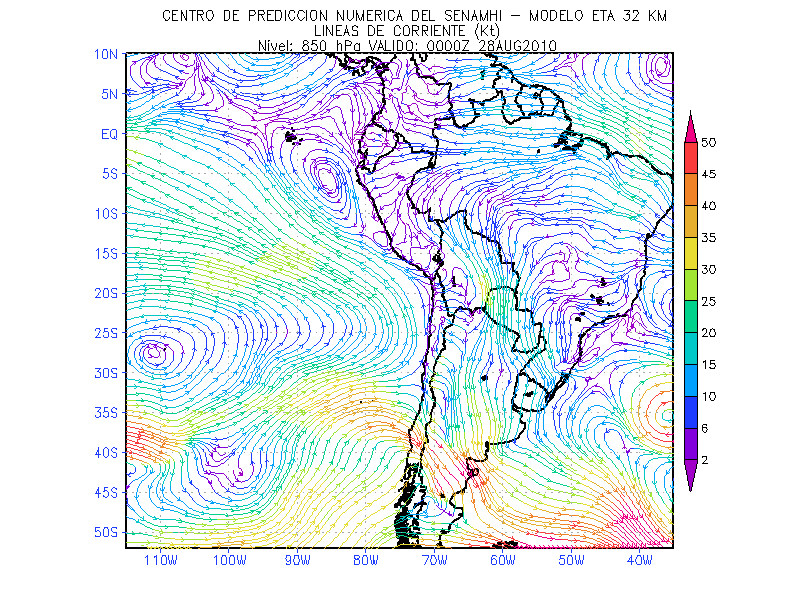 CENTRO DE PREDICCION NUMERICA DEL SENAMHI – MODELO ETA 32 KM
LINEAS DE CORRIENTE (Kt)
Nivel: 850 hPa VALIDO: 0000Z 28AUG2010
10N
5N
EQ
5S
10S
15S
20S
25S
30S
35S
40S
45S
50S
110W 100W 90W 80W 70W 60W 50W 40W
50
45
40
35
30
25
20
15
10
6
2